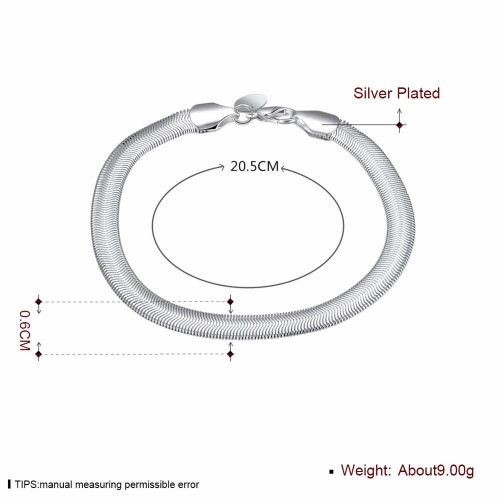 Silver Plated
20.5CM
0.6CM
Weight: About9.00g
TIPS:manual measuring permissible error